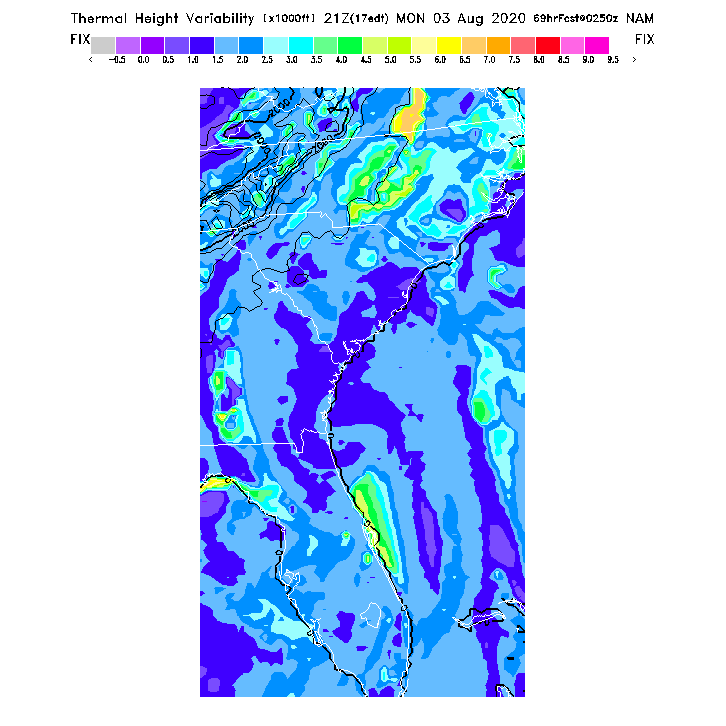 Thermal Height Variability [x1000ft] 21Z(17edt) MON 03 Aug 2020 69hrFcst@0250z NAM
FIX FIX
< -0.5 0.0 0.5 1.0 1.5 2.0 2.5 3.0 3.5 4.0 4.5 5.0 5.5 6.0 6.5 7.0 7.5 8.0 8.5 9.0 9.5 >
2000